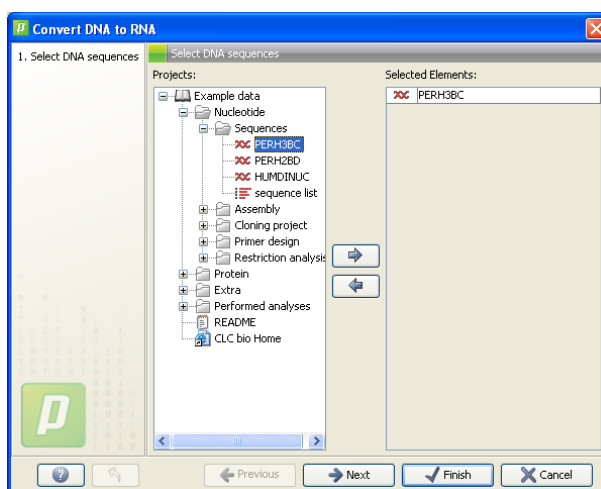 Convert DNA to RNA
1. Select DNA sequences
Select DNA sequences
Projects:
Example data
Nucleotide
Sequences
PERH3BC
PERH2BD
HUMDINUC
sequence list
Assembly
Cloning project
Primer design
Restriction analysis
Protein
Extra
Performed analyses
README
CLC bio Home
Selected Elements:
PERH3BC
Previous
Next
Finish
Cancel